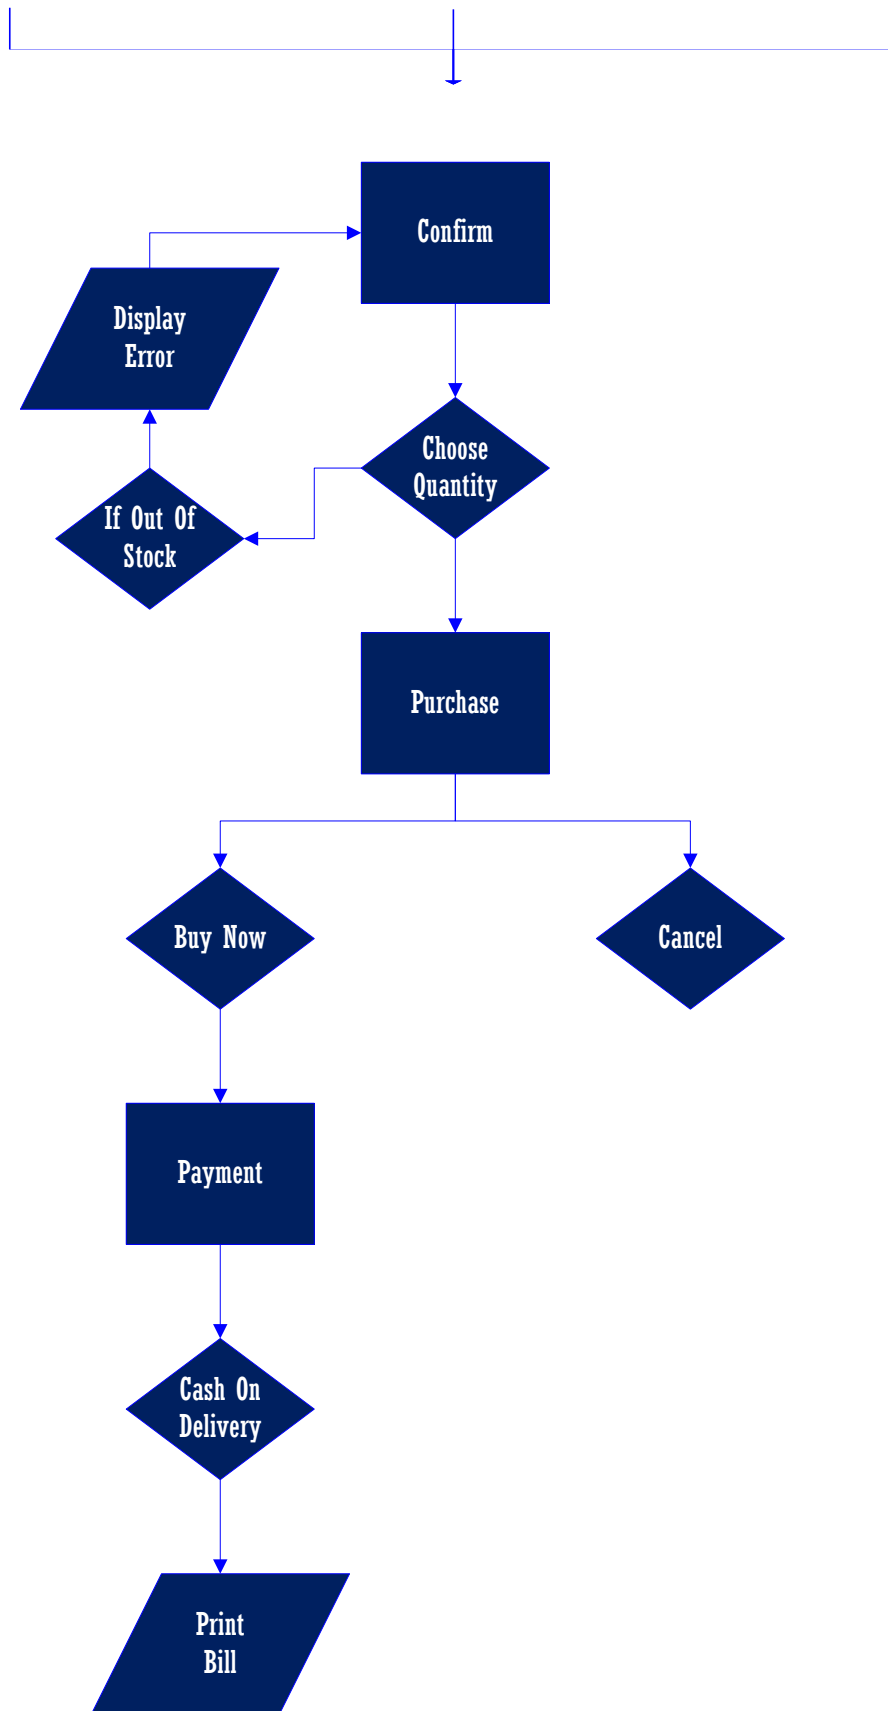 Confirm
Display
Error
Choose
Quantity
If Out Of
Stock
Purchase
Buy Now
Cancel
Payment
Cash On
Delivery
Print
Bill